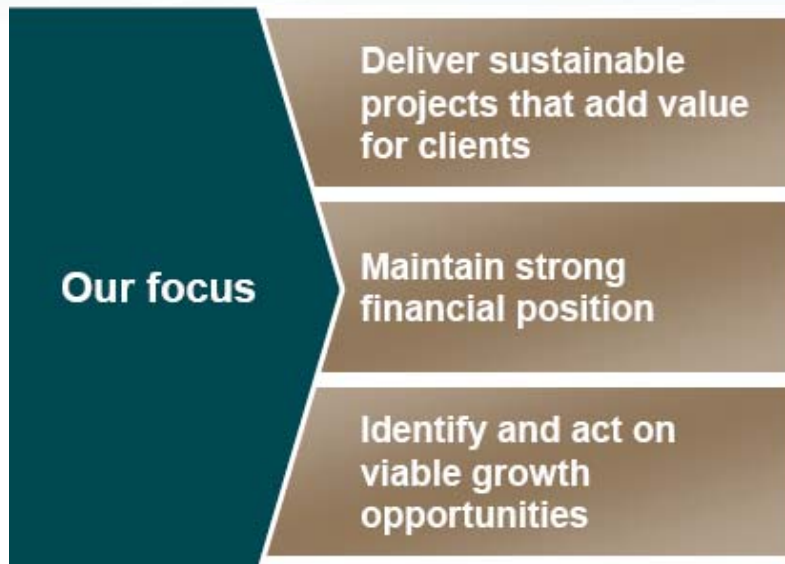 Our focus
Deliver sustainable
projects that add value
for clients
Maintain strong
financial position
Identify and act on
viable growth
opportunities